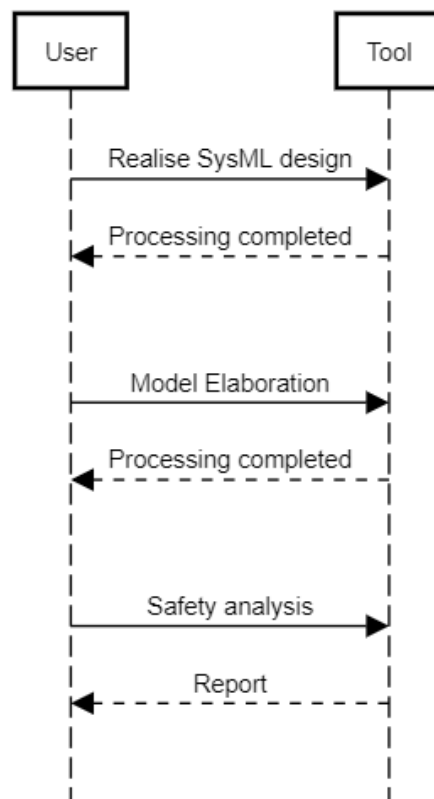 User
Tool
Realise SysML design
Processing completed
Model Elaboration
Processing completed
Safety analysis
Report